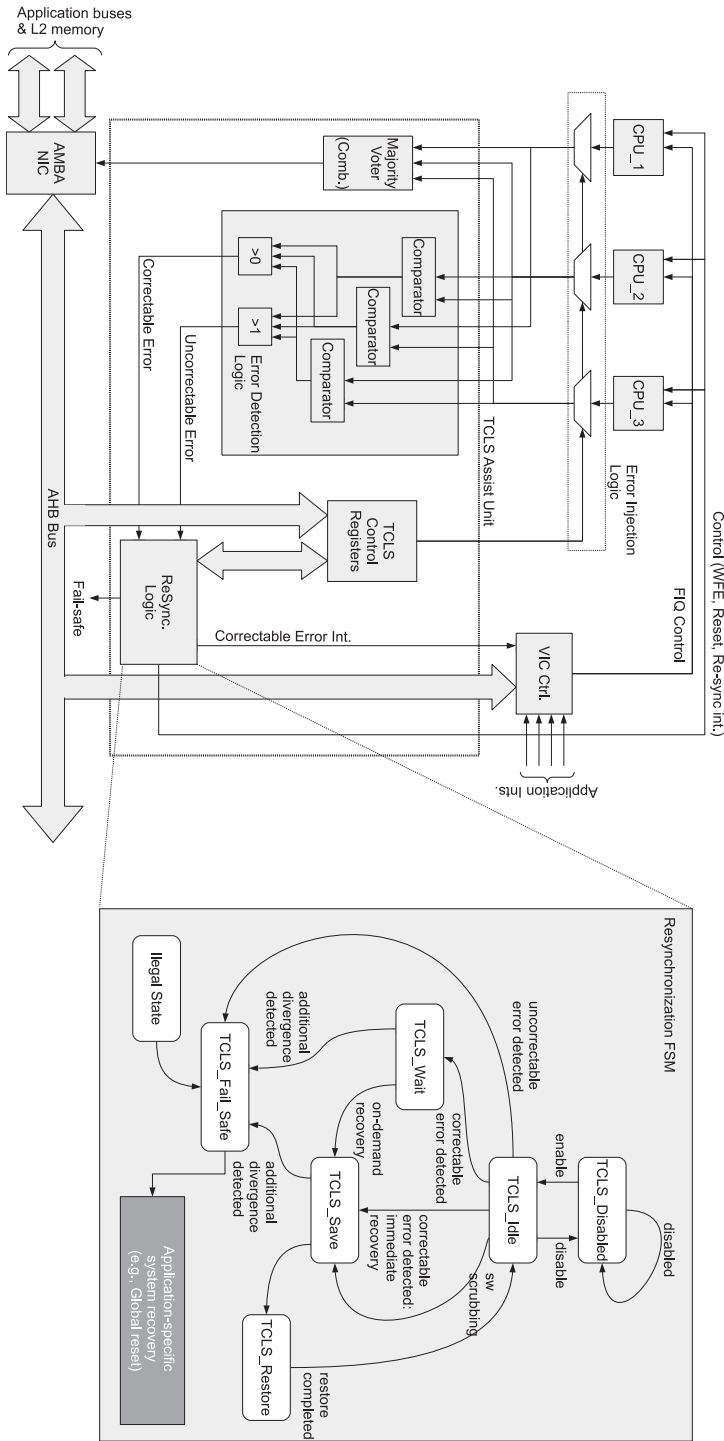 Control (WFE, Reset, Re-sync int.)
FIQ Control
CPU_1
CPU_2
CPU_3
Error Injection
Logic
Application Ints.
VIC Ctrl.
TCLS Assist Unit
Majority
Voter
(Comb.)
Comparator
Comparator
Comparator
>0
>1
Error Detection
Logic
TCLS
Control
Registers
Correctable Error Int.
Correctable
Error
Uncorrectable Error
ReSync.
Logic
Fail-safe
Application buses
& L2 memory
AMBA
NIC
AHB Bus
Resynchronization FSM
disabled
TCLS_Disabled
enable
disable
TCLS_Idle
uncorrectable
error detected
correctable
error detected
correctable
error detected:
immediate
recovery
sw
scrubbing
TCLS_Wait
on-demand
recovery
TCLS_Save
additional
divergence
detected
additional
divergence
detected
restore
completed
TCLS_Restore
Ilegal State
TCLS_Fail_Safe
Application-specific
system recovery
(e.g., Global reset)